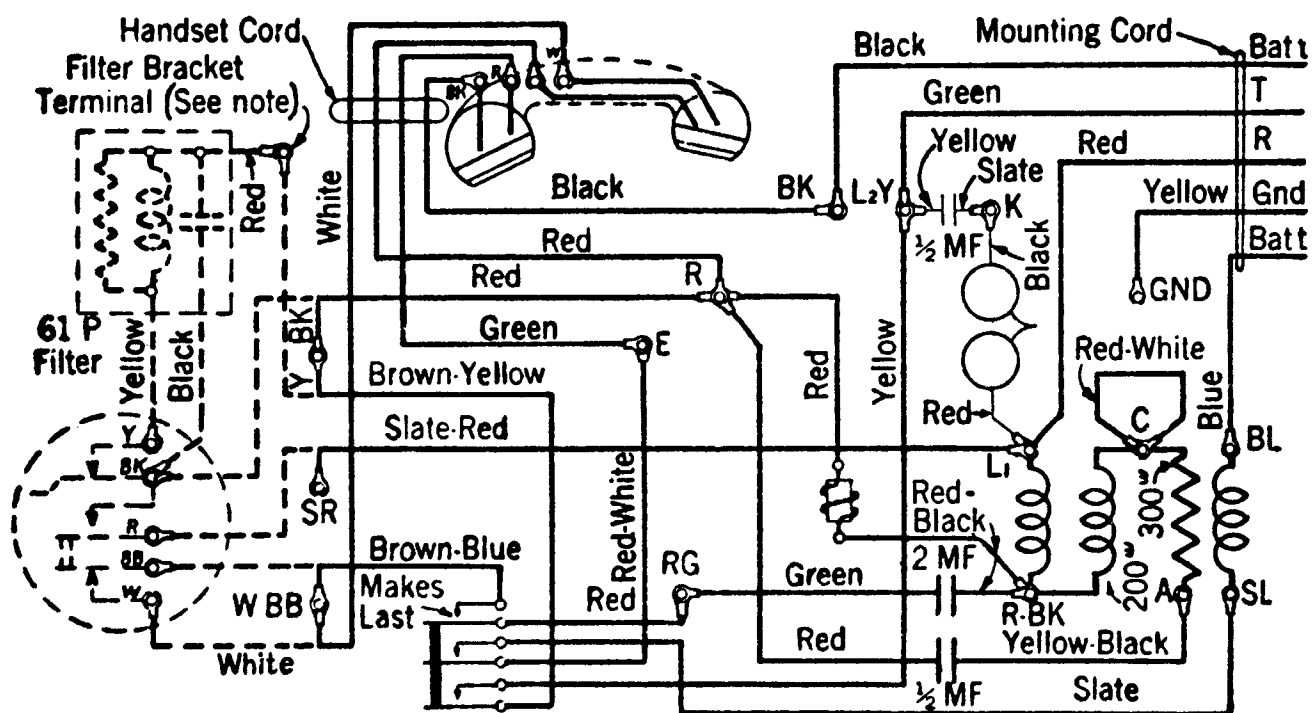 Handset Cord
Filter Bracket
Terminal (See note)
Mounting Cord
Black
Batt
W
R
BK
Green
T
Yellow
Slate
Red
R
Red
White
Black
BK
L₂Y
K
Yellow
Gnd
½ MF
Black
Batt
Red
Red
R
GND
61 P
Filter
Yellow
Black
BK
Green
E
Red
Yellow
Red-White
Blue
Y
Brown-Yellow
Slate-Red
Red
C
BL
L₁
Y
BK
SR
Red-White
Red-
Black
300ω
R
BB
W
Brown-Blue
Makes
Last
W BB
Red
RG
Green
2 MF
R-BK
200ω
A
SL
White
Red
Yellow-Black
½ MF
Slate